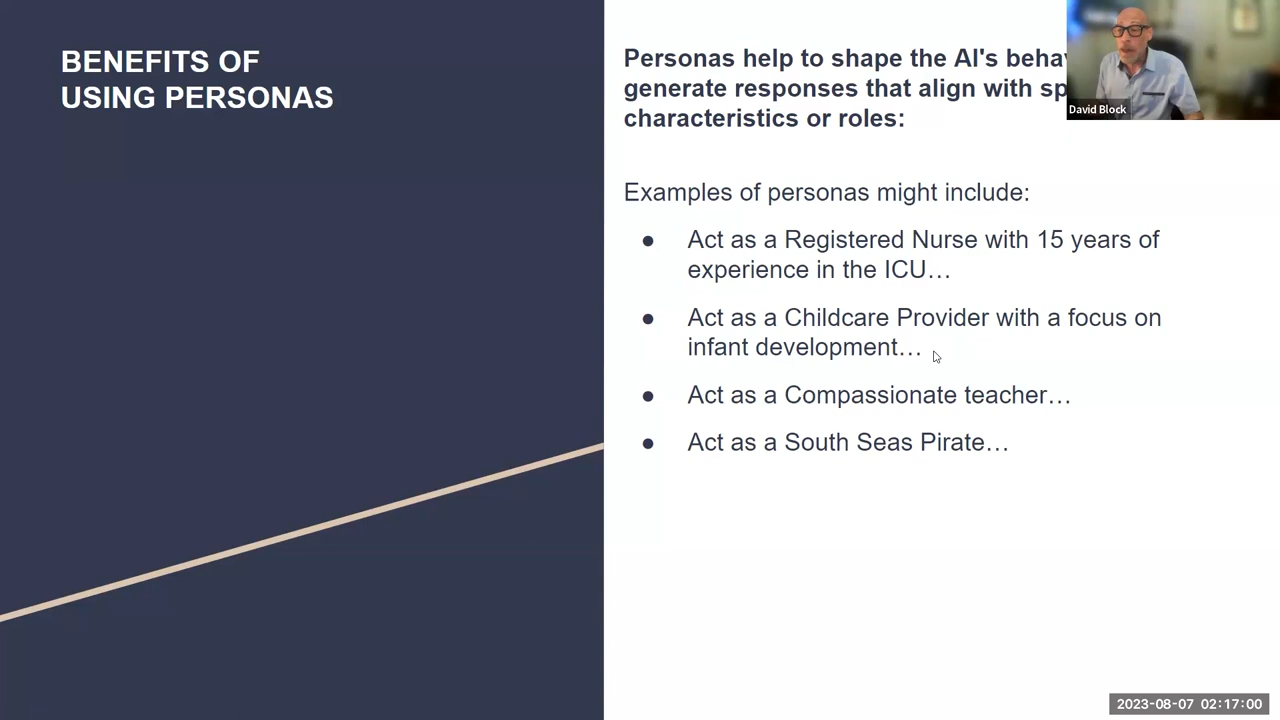 BENEFITS OF
USING PERSONAS
Personas help to shape the AI's
generate responses that align with
characteristics or roles:
Examples of personas might include:
● Act as a Registered Nurse with 15 years of
experience in the ICU…
● Act as a Childcare Provider with a focus on
infant development…
● Act as a Compassionate teacher…
● Act as a South Seas Pirate…
David Block
2023-08-07 02:17:00